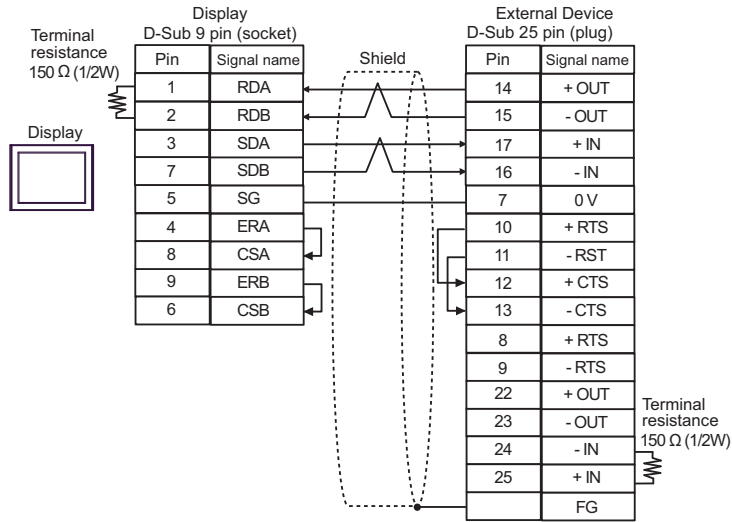 Display
D-Sub 9 pin (socket)
External Device
D-Sub 25 pin (plug)
Terminal
resistance
150 Ω (1/2W)
Shield
Display
Pin Signal name
1 RDA
2 RDB
3 SDA
7 SDB
5 SG
4 ERA
8 CSA
9 ERB
6 CSB
Pin Signal name
14 + OUT
15 - OUT
17 + IN
16 - IN
7 0 V
10 + RTS
11 - RST
12 + CTS
13 - CTS
8 + RTS
9 - RTS
22 + OUT
23 - OUT
24 - IN
25 + IN
FG
Terminal
resistance
150 Ω (1/2W)